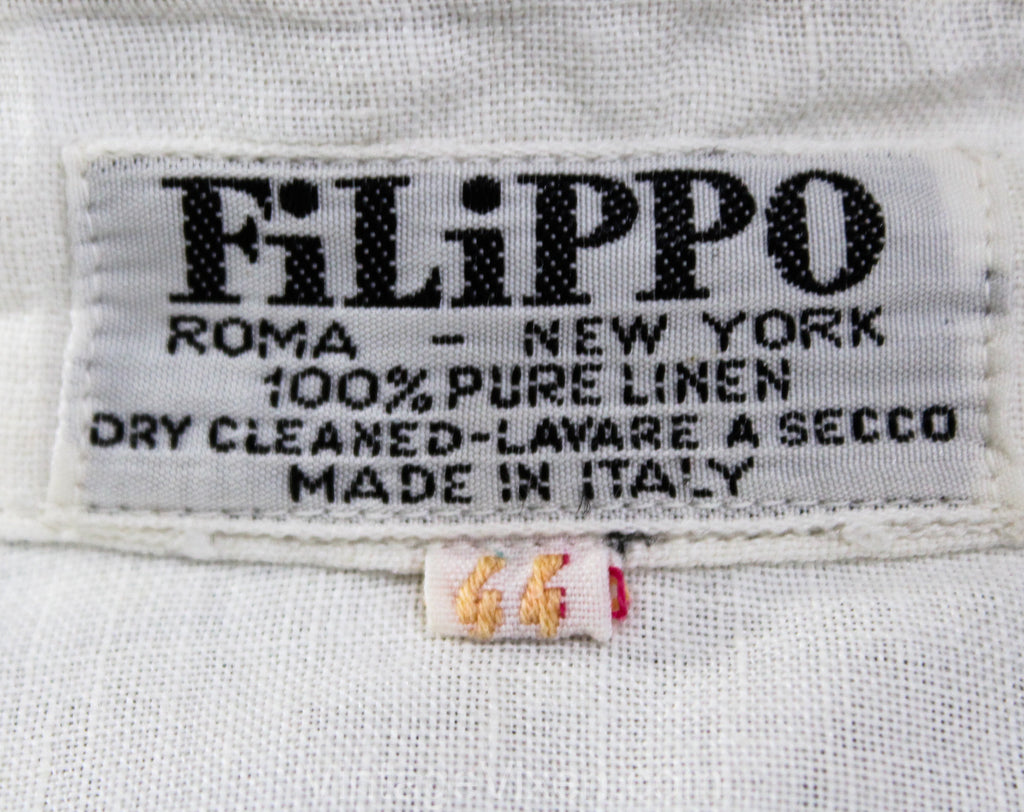 FiLiPPO
ROMA - NEW YORK
100% PURE LINEN
DRY CLEANED-LAVARE A SECCO
MADE IN ITALY
44